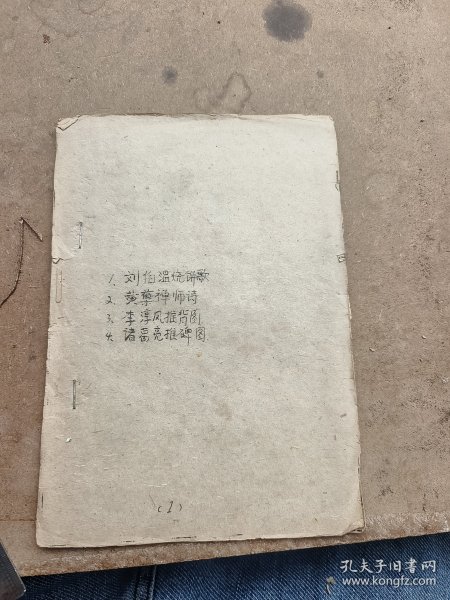 1. 刘伯温烧饼歌
2. 黄蘗禅师诗
3. 李淳风推背图
4. 诸葛亮推碑图
(1)
孔夫子旧书网
www.kongfz.com